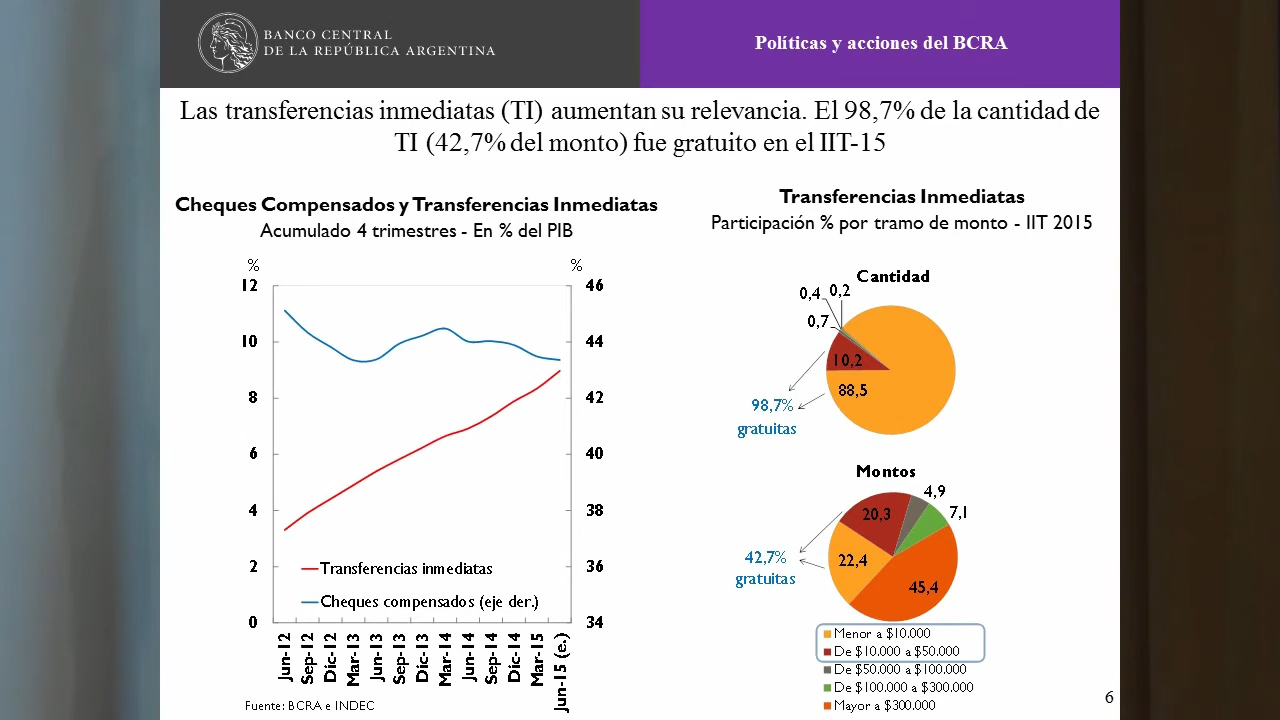 BANCO CENTRAL
DE LA REPÚBLICA ARGENTINA
Políticas y acciones del BCRA
Las transferencias inmediatas (TI) aumentan su relevancia. El 98,7% de la cantidad de
TI (42,7% del monto) fue gratuito en el IIT-15
Cheques Compensados y Transferencias Inmediatas
Acumulado 4 trimestres - En % del PIB
%
%
12
10
8
6
4
2
0
46
44
42
40
38
36
34
Transferencias inmediatas
Cheques compensados (eje der.)
Jun-12
Sep-12
Dic-12
Mar-13
Jun-13
Sep-13
Dic-13
Mar-14
Jun-14
Sep-14
Dic-14
Mar-15
Jun-15 (e.)
Fuente: BCRA e INDEC
Transferencias Inmediatas
Participación % por tramo de monto - IIT 2015
Cantidad
0,4
0,2
0,7
10,2
88,5
98,7%
gratuitas
Montos
4,9
7,1
20,3
22,4
45,4
42,7%
gratuitas
Menor a $10.000
De $10.000 a $50.000
De $50.000 a $100.000
De $100.000 a $300.000
Mayor a $300.000
6